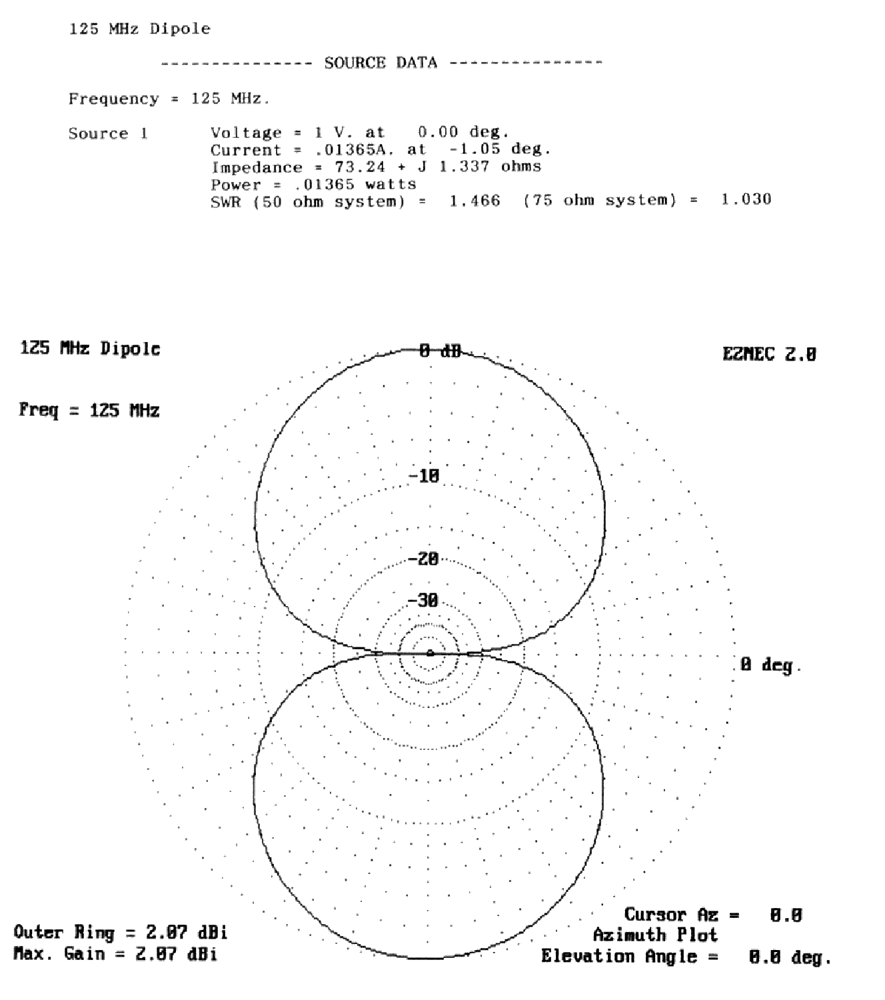 125 MHz Dipole
--------------- SOURCE DATA ---------------
Frequency = 125 MHz.
Source 1 Voltage = 1 V. at 0.00 deg.
Current = .01365A. at -1.05 deg.
Impedance = 73.24 + J 1.337 ohms
Power = .01365 watts
SWR (50 ohm system) = 1.466 (75 ohm system) = 1.030
125 MHz Dipole
0 dB
EZNEC 2.0
Freq = 125 MHz
-10
-20
-30
0 deg.
Outer Ring = 2.07 dBi
Max. Gain = 2.07 dBi
Cursor Az = 0.0
Azimuth Plot
Elevation Angle = 0.0 deg.